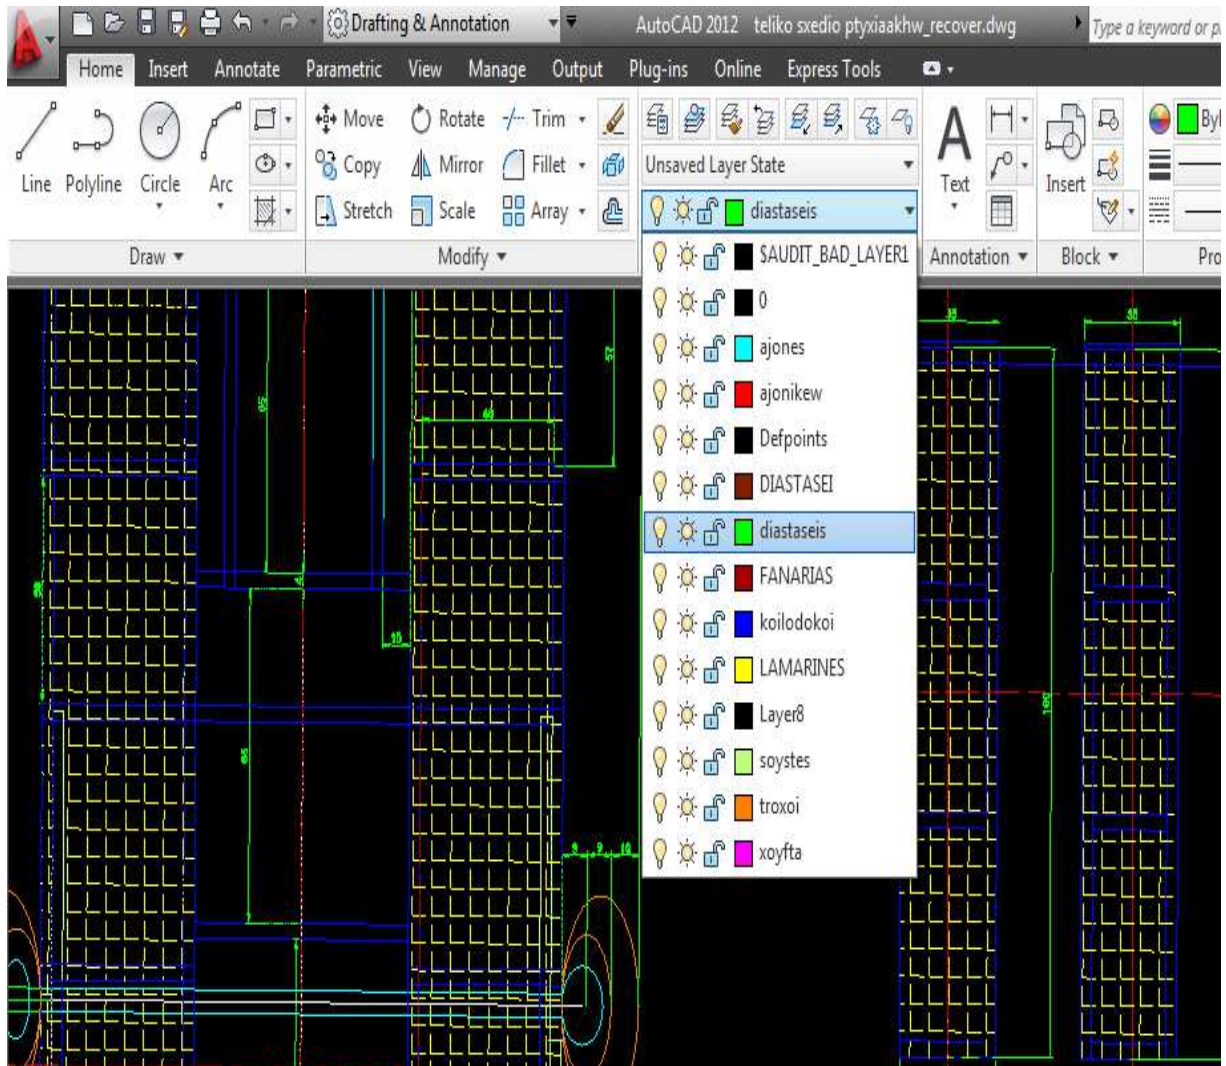 Drafting & Annotation
AutoCAD 2012 teliko sxedio ptyxiaakhw_recover.dwg
Type a keyword or
Home Insert Annotate Parametric View Manage Output Plug-ins Online Express Tools
Move Rotate Trim
Copy Mirror Fillet
Stretch Scale Array
Line Polyline Circle Arc
Unsaved Layer State
diastaseis
A
Text
Insert
Draw
Modify
Annotation
Block
$AUDIT_BAD_LAYER1
0
ajones
ajonikew
Defpoints
DIASTASEI
diastaseis
FANARIAS
koilodokoi
LAMARINES
Layer8
soystes
troxoi
xoyfta